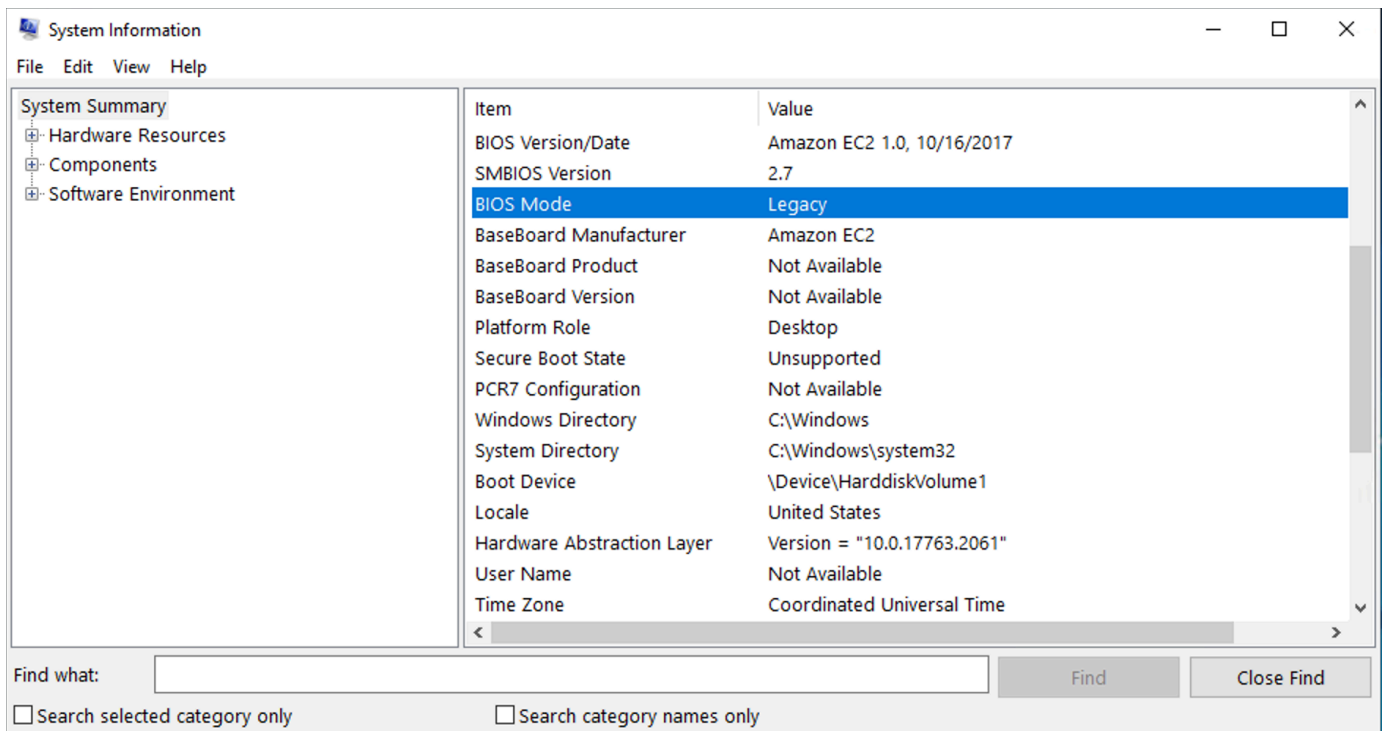 System Information
File Edit View Help
System Summary
Hardware Resources
Components
Software Environment
Item Value
BIOS Version/Date Amazon EC2 1.0, 10/16/2017
SMBIOS Version 2.7
BIOS Mode Legacy
BaseBoard Manufacturer Amazon EC2
BaseBoard Product Not Available
BaseBoard Version Not Available
Platform Role Desktop
Secure Boot State Unsupported
PCR7 Configuration Not Available
Windows Directory C:\Windows
System Directory C:\Windows\system32
Boot Device \Device\HarddiskVolume1
Locale United States
Hardware Abstraction Layer Version = "10.0.17763.2061"
User Name Not Available
Time Zone Coordinated Universal Time
Find what: Find Close Find
Search selected category only Search category names only